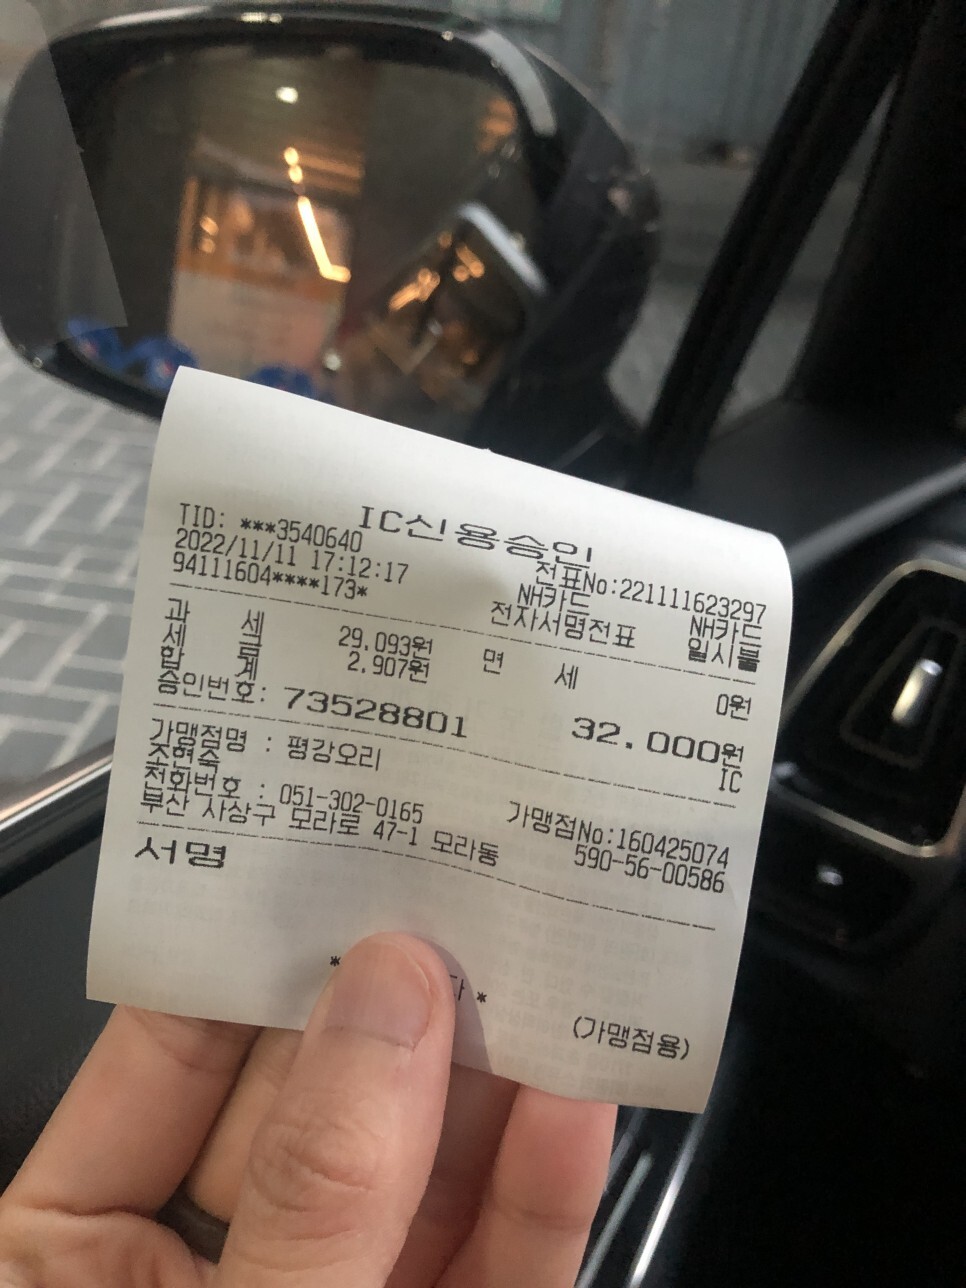 IC신용승인
TID: ***3540640 전표No:221111623297
2022/11/11 17:12:17 NH카드 NH카드
94111604****173* 전자서명전표 일시불
과 세 29,093원 면 세 0원
세 금 2.907원
합 계 32.000원
승인번호: 73528801 IC
가맹점명 : 평강오리
조현숙 가맹점No:160425074
전화번호 : 051-302-0165 590-56-00586
부산 사상구 모라로 47-1 모라동
서명
* 다 *
(가맹점용)